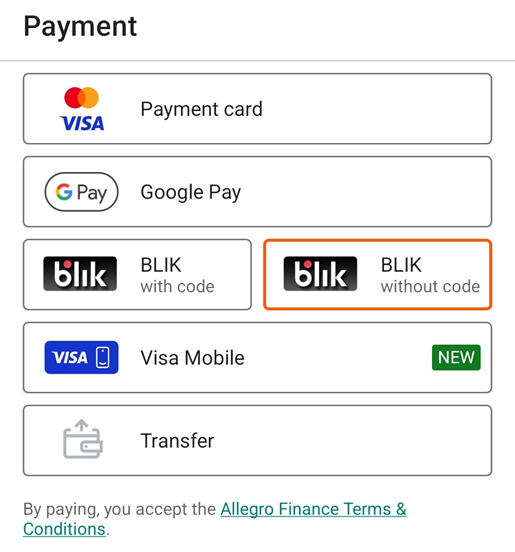 Payment
VISA
Payment card
G Pay
Google Pay
blik
BLIK
with code
blik
BLIK
without code
VISA
Visa Mobile
NEW
Transfer
By paying, you accept the Allegro Finance Terms &
Conditions.